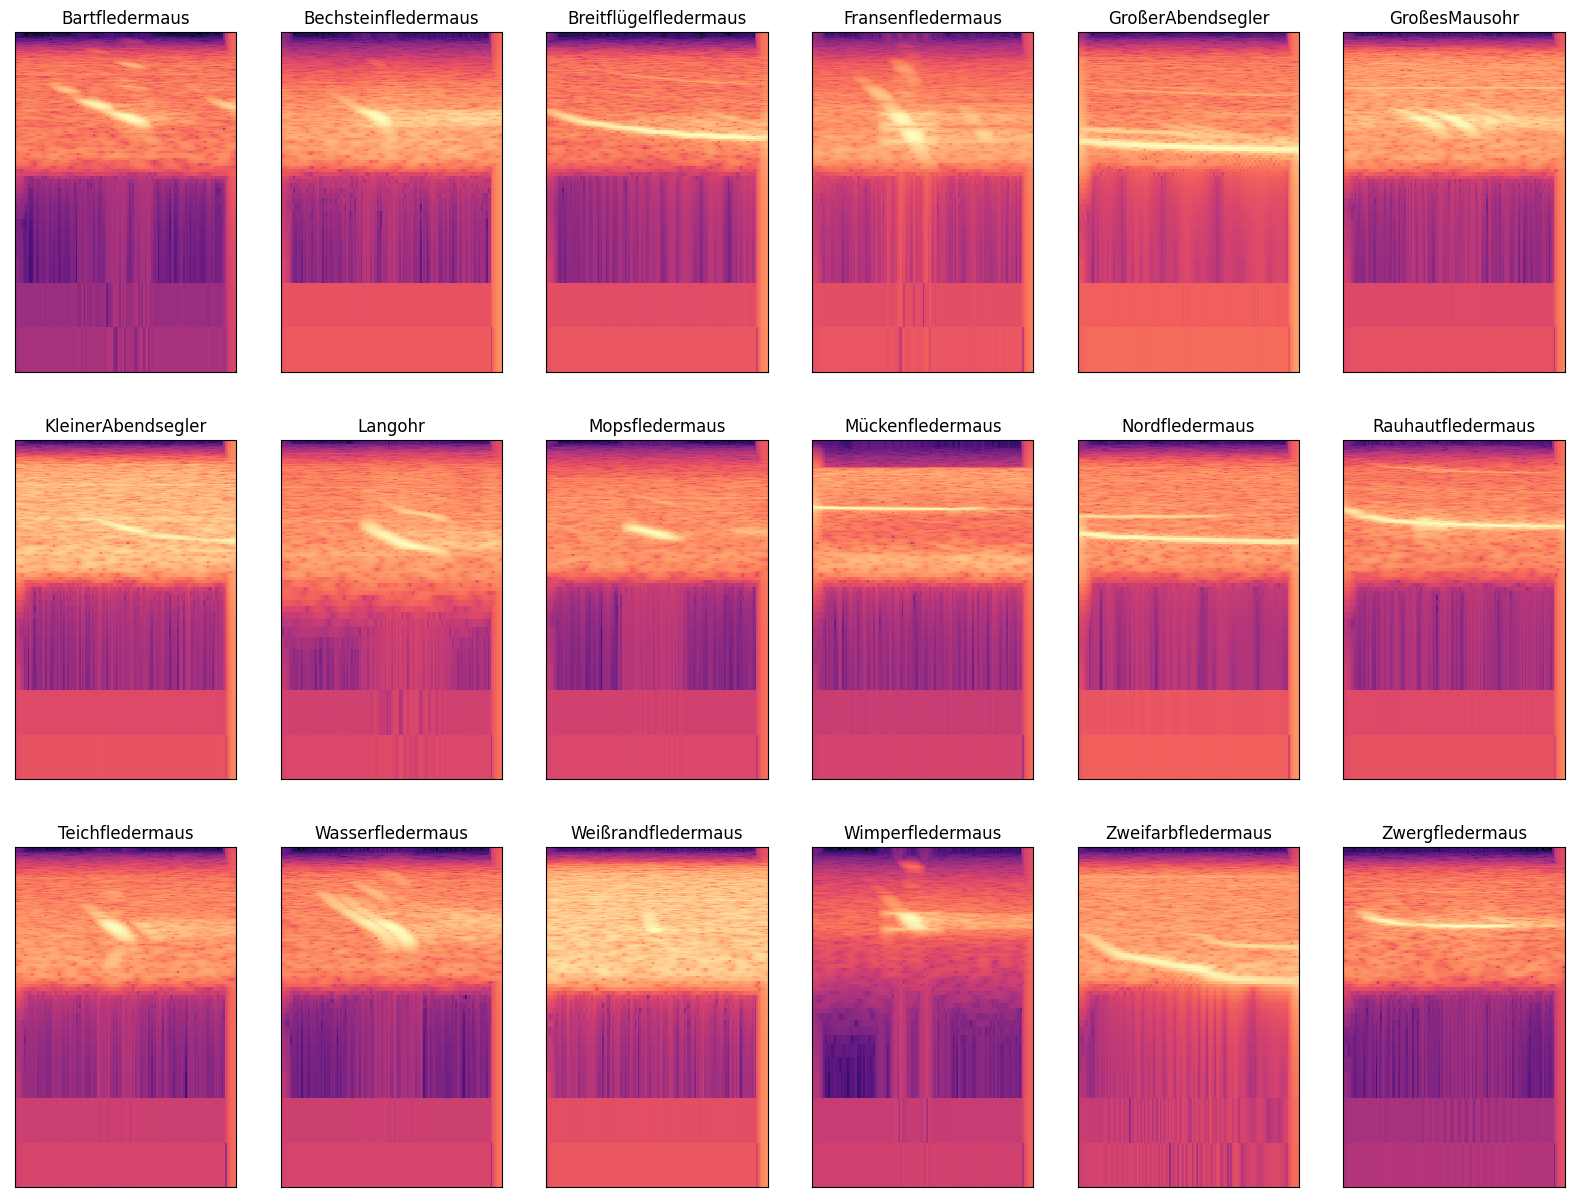 Bartfledermaus
Bechsteinfledermaus
Breitflügelfledermaus
Fransenfledermaus
GroßerAbendsegler
GroßesMausohr
KleinerAbendsegler
Langohr
Mopsfledermaus
Mückenfledermaus
Nordfledermaus
Rauhautfledermaus
Teichfledermaus
Wasserfledermaus
Weißrandfledermaus
Wimperfledermaus
Zweifarbfledermaus
Zwergfledermaus